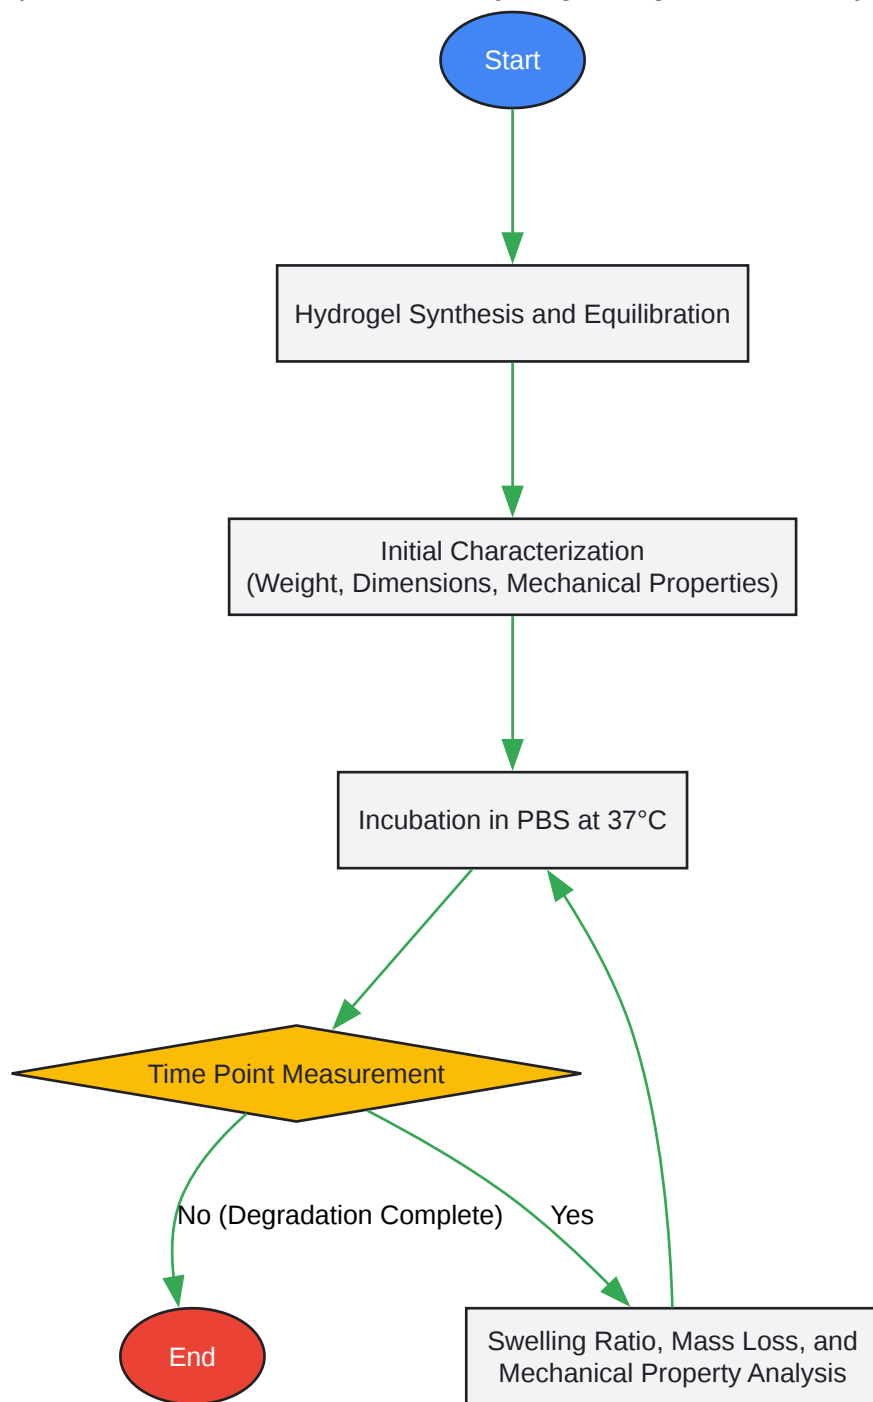 Start
Hydrogel Synthesis and Equilibration
Initial Characterization
(Weight, Dimensions, Mechanical Properties)
Incubation in PBS at 37°C
Time Point Measurement
No (Degradation Complete)
Yes
End
Swelling Ratio, Mass Loss, and
Mechanical Property Analysis